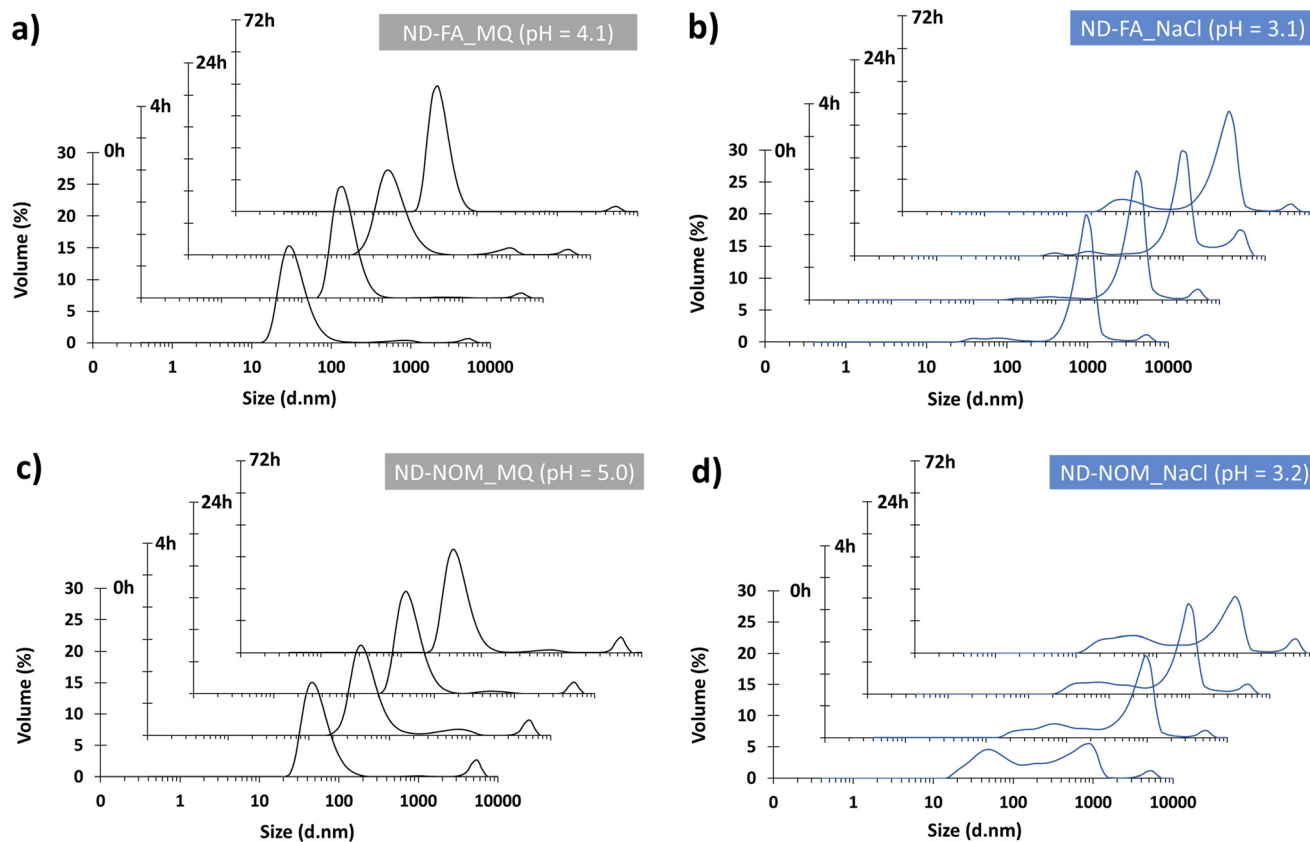 a)
72h
ND-FA_MQ (pH = 4.1)
24h
4h
0h
30
25
20
15
10
5
0
Volume (%)
0 1 10 100 1000 10000
Size (d.nm)
b)
72h
ND-FA_NaCl (pH = 3.1)
24h
4h
0h
30
25
20
15
10
5
0
Volume (%)
0 1 10 100 1000 10000
Size (d.nm)
c)
72h
ND-NOM_MQ (pH = 5.0)
24h
4h
0h
30
25
20
15
10
5
0
Volume (%)
0 1 10 100 1000 10000
Size (d.nm)
d)
72h
ND-NOM_NaCl (pH = 3.2)
24h
4h
0h
30
25
20
15
10
5
0
Volume (%)
0 1 10 100 1000 10000
Size (d.nm)